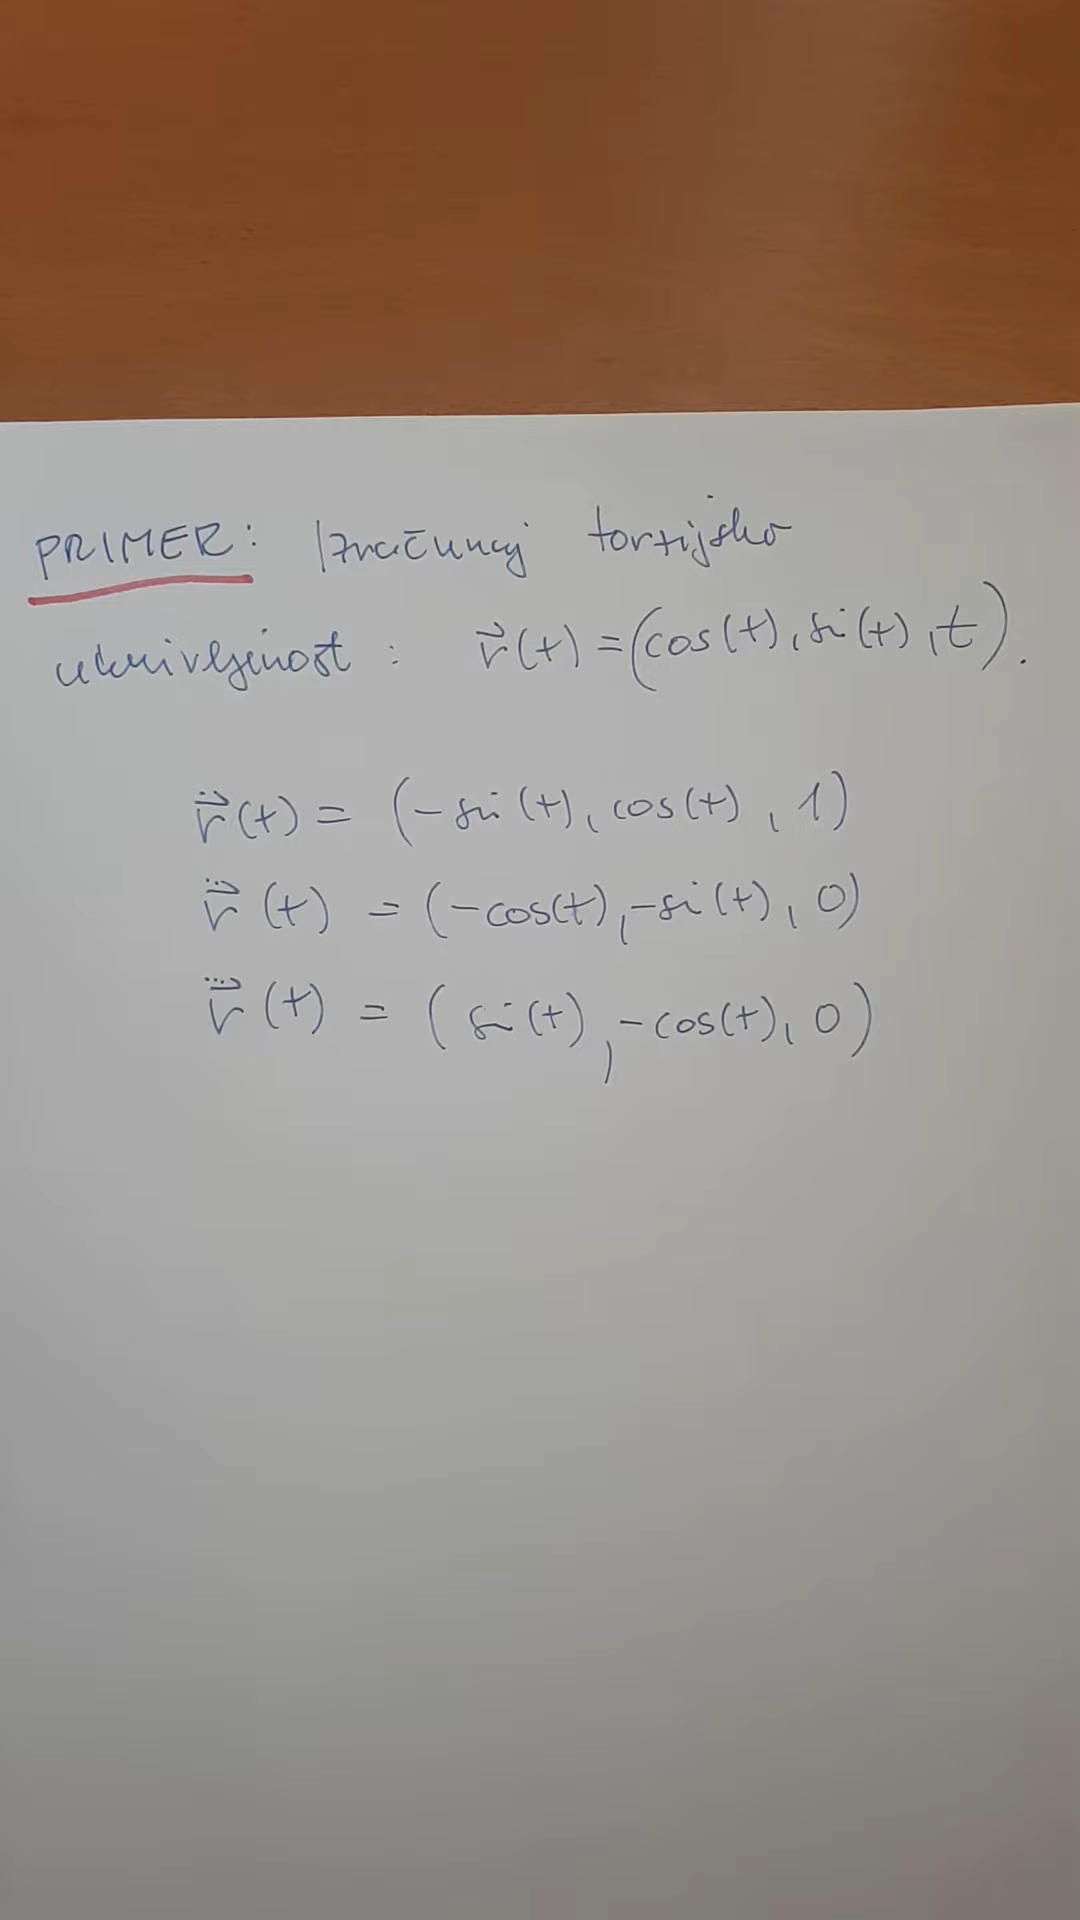 PRIMER: Izračunaj torzijsko
ukrivljenost: r⃗(t) = (cos(t), sin(t), t).
ṙ⃗(t) = (-sin(t), cos(t), 1)
r̈⃗(t) = (-cos(t), -sin(t), 0)
r⃛⃗(t) = (sin(t), -cos(t), 0)